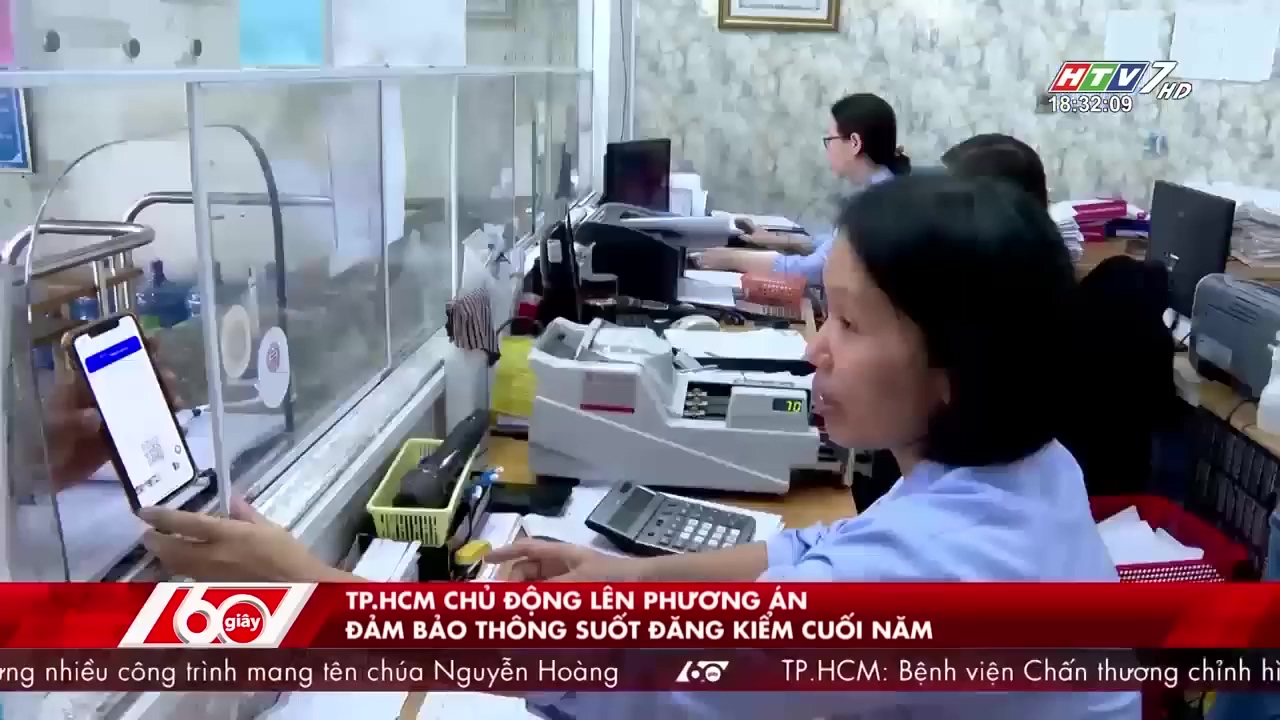 HTV7 HD
18:32:09
70
60 giây
TP.HCM CHỦ ĐỘNG LÊN PHƯƠNG ÁN
ĐẢM BẢO THÔNG SUỐT ĐĂNG KIỂM CUỐI NĂM
nhiều công trình mang tên chúa Nguyễn Hoàng
60 giây
TP.HCM: Bệnh viện Chấn thương chỉnh